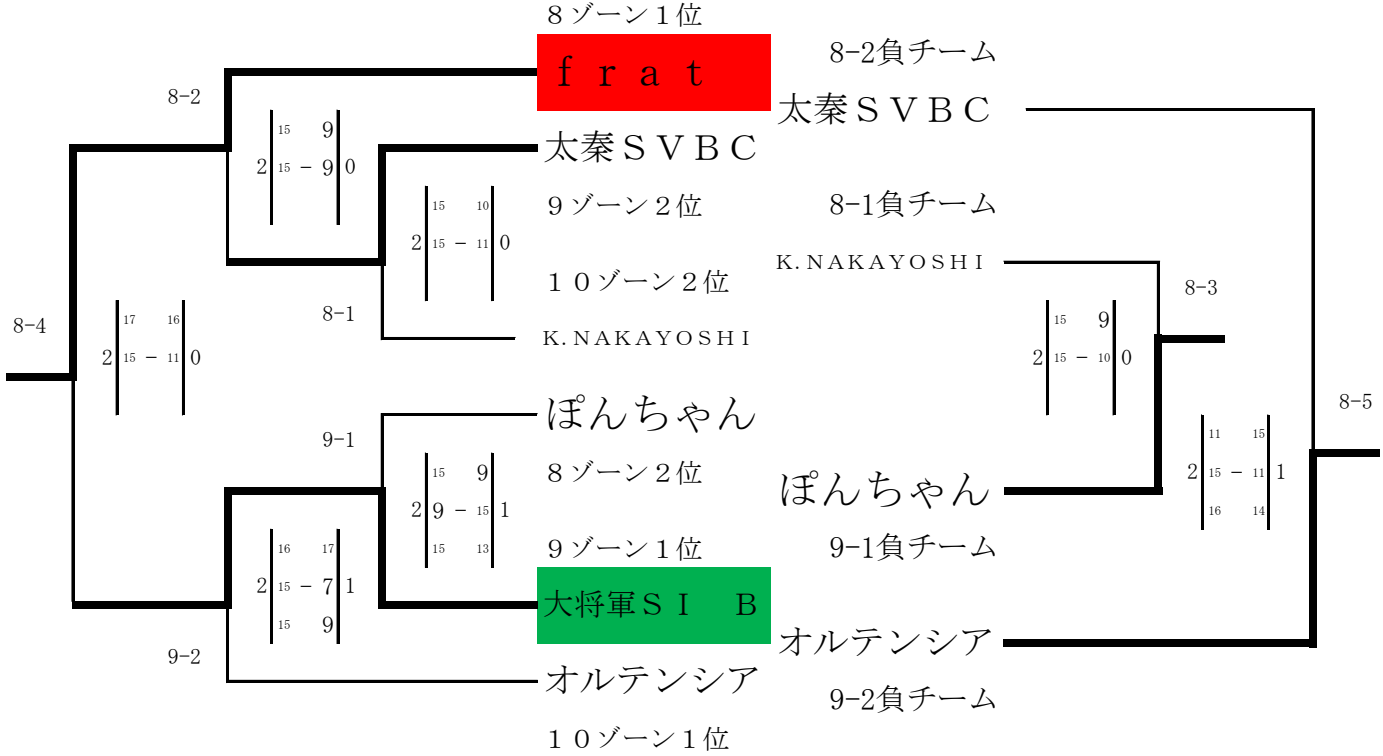 8ゾーン1位
ｆｒａｔ
8-2負チーム
8-2
太秦ＳＶＢＣ
15 9
太秦ＳＶＢＣ
2 15 - 9 0
9ゾーン2位
8-1負チーム
15 10
2 15 - 11 0
K.NAKAYOSHI
10ゾーン2位
8-3
8-1
8-4
17 16
15 9
K.NAKAYOSHI
2 15 - 11 0
2 15 - 10 0
8-5
ぽんちゃん
9-1
11 15
15 9
8ゾーン2位
2 15 - 11 1
ぽんちゃん
2 9 - 15 1
16 14
15 13
9ゾーン1位
9-1負チーム
16 17
2 15 - 7 1
大将軍ＳＩ　Ｂ
15 9
オルテンシア
9-2
オルテンシア
9-2負チーム
10ゾーン1位